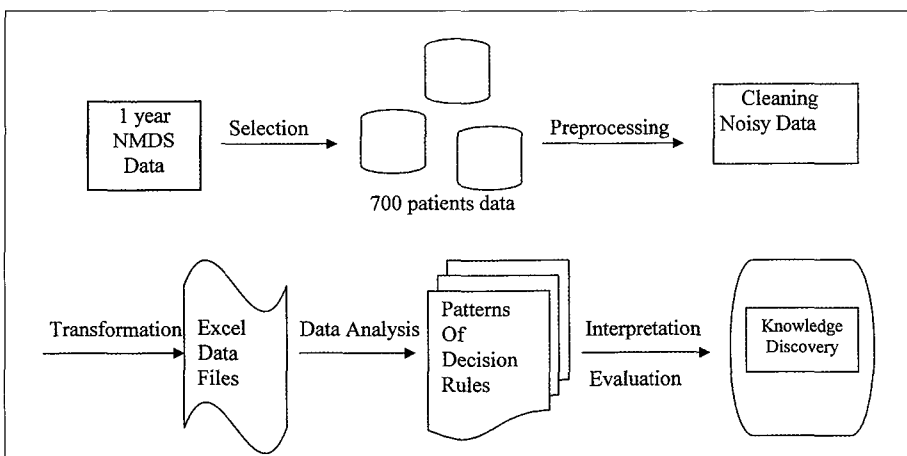 1 year
NMDS
Data
Selection
700 patients data
Preprocessing
Cleaning
Noisy Data
Transformation
Excel
Data
Files
Data Analysis
Patterns
Of
Decision
Rules
Interpretation
Evaluation
Knowledge
Discovery